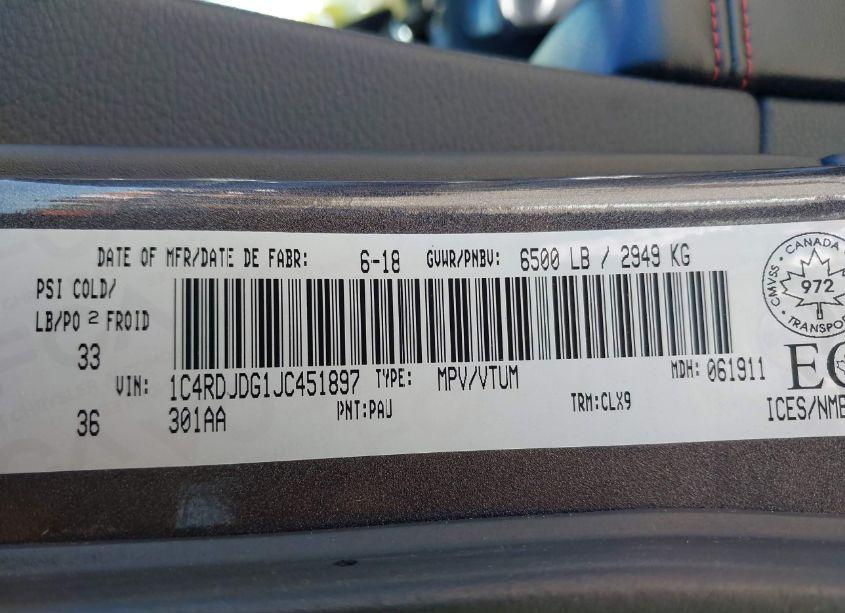 DATE OF MFR/DATE DE FABR: 6-18 GVWR/PNBV: 6500 LB / 2949 KG
PSI COLD/
LB/PO 2 FROID
33
36
VIN: 1C4RDJDG1JC451897 TYPE: MPV/VTUM MDH: 061911
301AA PNT:PAU TRM:CLX9
CMVSS • CANADA
972
TRANSPORT
ICES/NMB